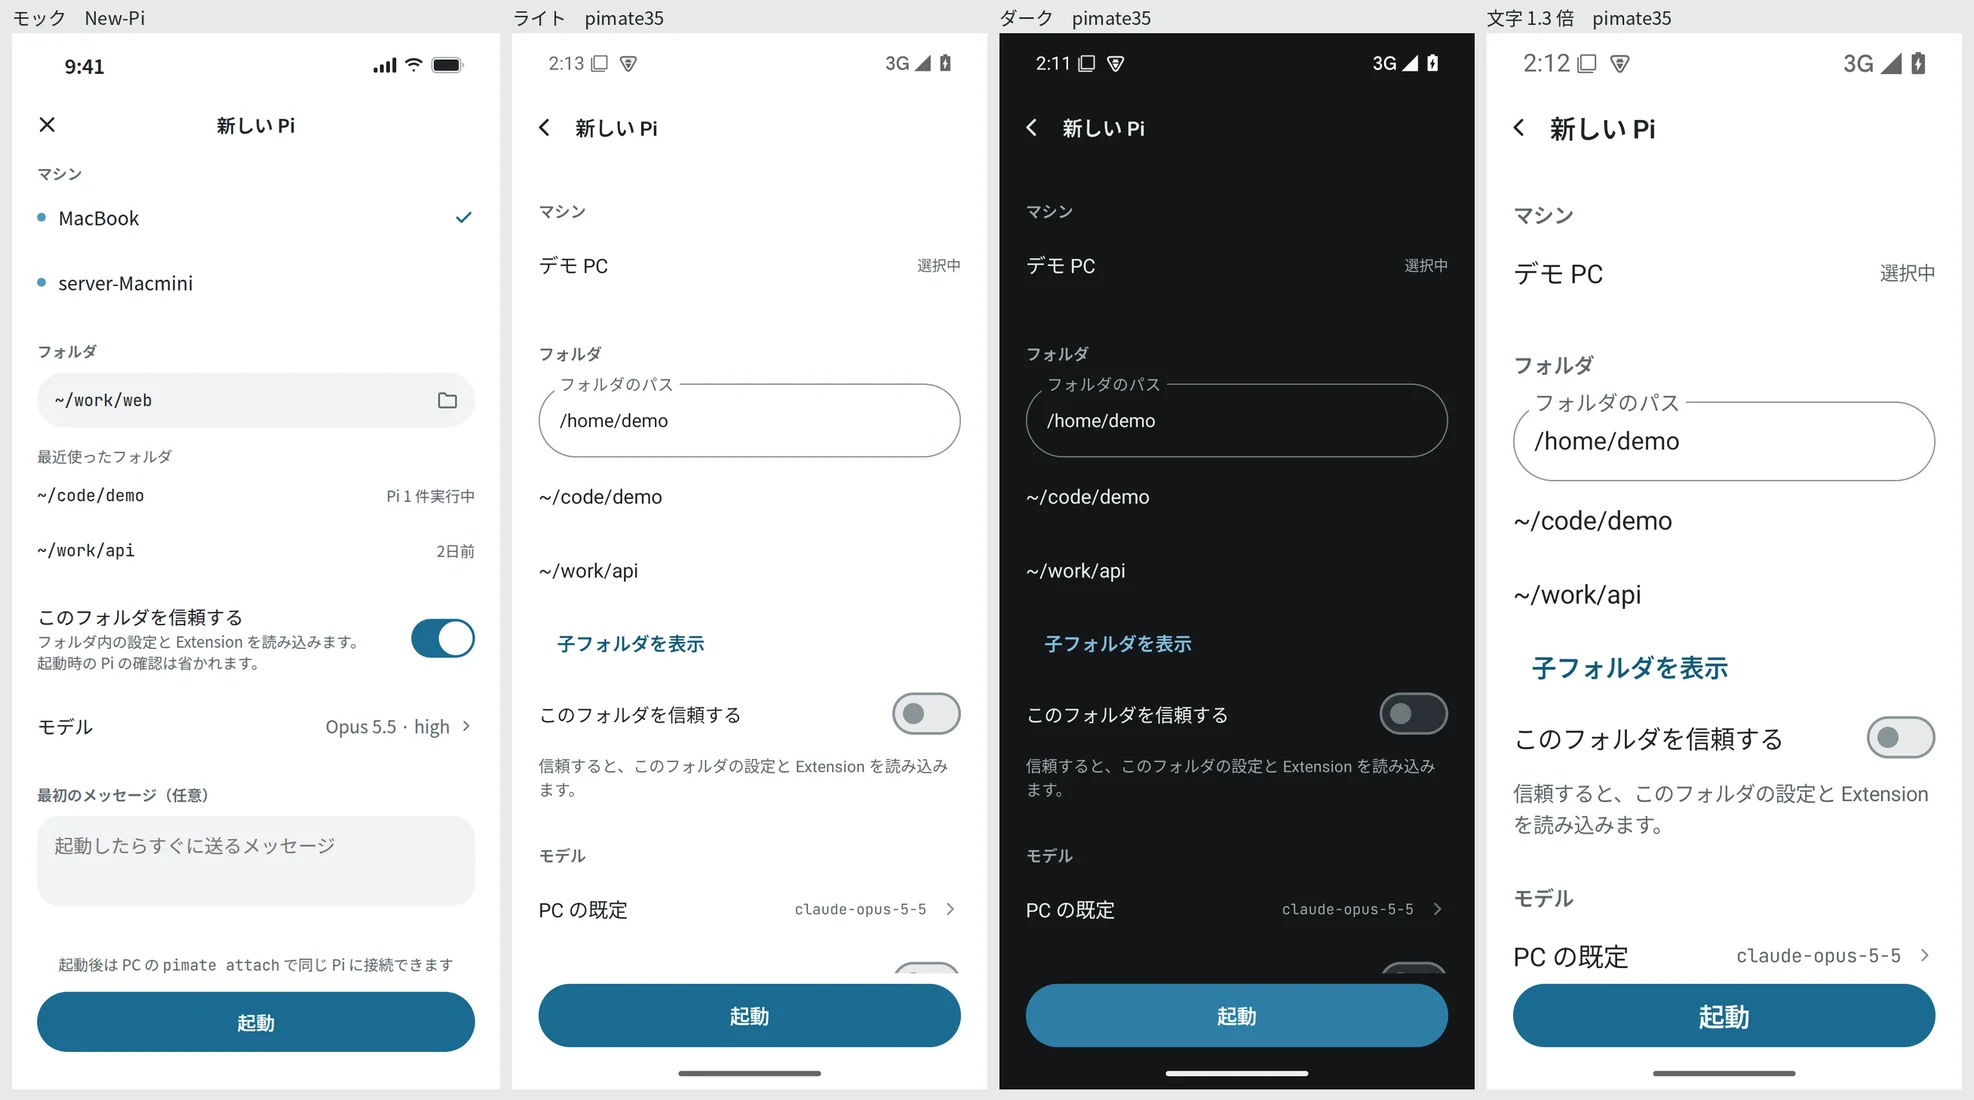 モック New-Pi
9:41
新しい Pi
マシン
MacBook
server-Macmini
フォルダ
~/work/web
最近使ったフォルダ
~/code/demo
Pi 1 件実行中
~/work/api
2日前
このフォルダを信頼する
フォルダ内の設定と Extension を読み込みます。
起動時の Pi の確認は省かれます。
モデル
Opus 5.5 · high
最初のメッセージ（任意）
起動したらすぐに送るメッセージ
起動後は PC の pimate attach で同じ Pi に接続できます
起動
ライト pimate35
2:13
3G
新しい Pi
マシン
デモ PC
選択中
フォルダ
フォルダのパス
/home/demo
~/code/demo
~/work/api
子フォルダを表示
このフォルダを信頼する
信頼すると、このフォルダの設定と Extension を読み込み
ます。
モデル
PC の既定
claude-opus-5-5
起動
ダーク pimate35
2:11
3G
新しい Pi
マシン
デモ PC
選択中
フォルダ
フォルダのパス
/home/demo
~/code/demo
~/work/api
子フォルダを表示
このフォルダを信頼する
信頼すると、このフォルダの設定と Extension を読み込み
ます。
モデル
PC の既定
claude-opus-5-5
起動
文字 1.3 倍 pimate35
2:12
3G
新しい Pi
マシン
デモ PC
選択中
フォルダ
フォルダのパス
/home/demo
~/code/demo
~/work/api
子フォルダを表示
このフォルダを信頼する
信頼すると、このフォルダの設定と Extension
を読み込みます。
モデル
PC の既定
claude-opus-5-5
起動